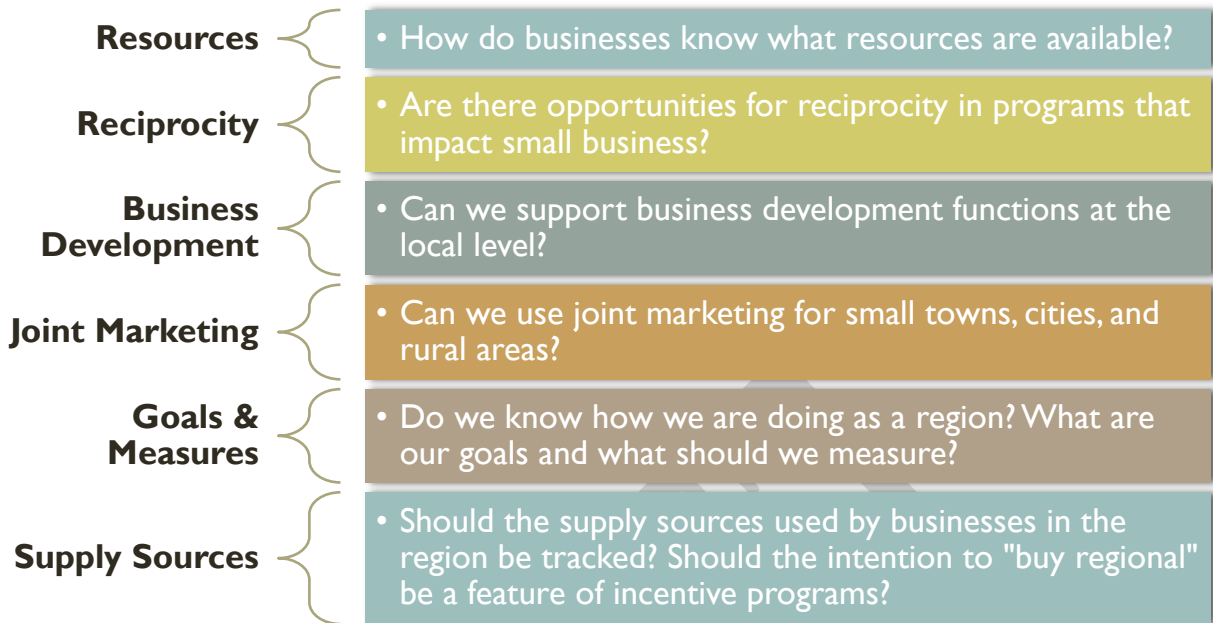 Resources
• How do businesses know what resources are available?
Reciprocity
• Are there opportunities for reciprocity in programs that
impact small business?
Business
Development
• Can we support business development functions at the
local level?
Joint Marketing
• Can we use joint marketing for small towns, cities, and
rural areas?
Goals &
Measures
• Do we know how we are doing as a region? What are
our goals and what should we measure?
Supply Sources
• Should the supply sources used by businesses in the
region be tracked? Should the intention to "buy regional"
be a feature of incentive programs?